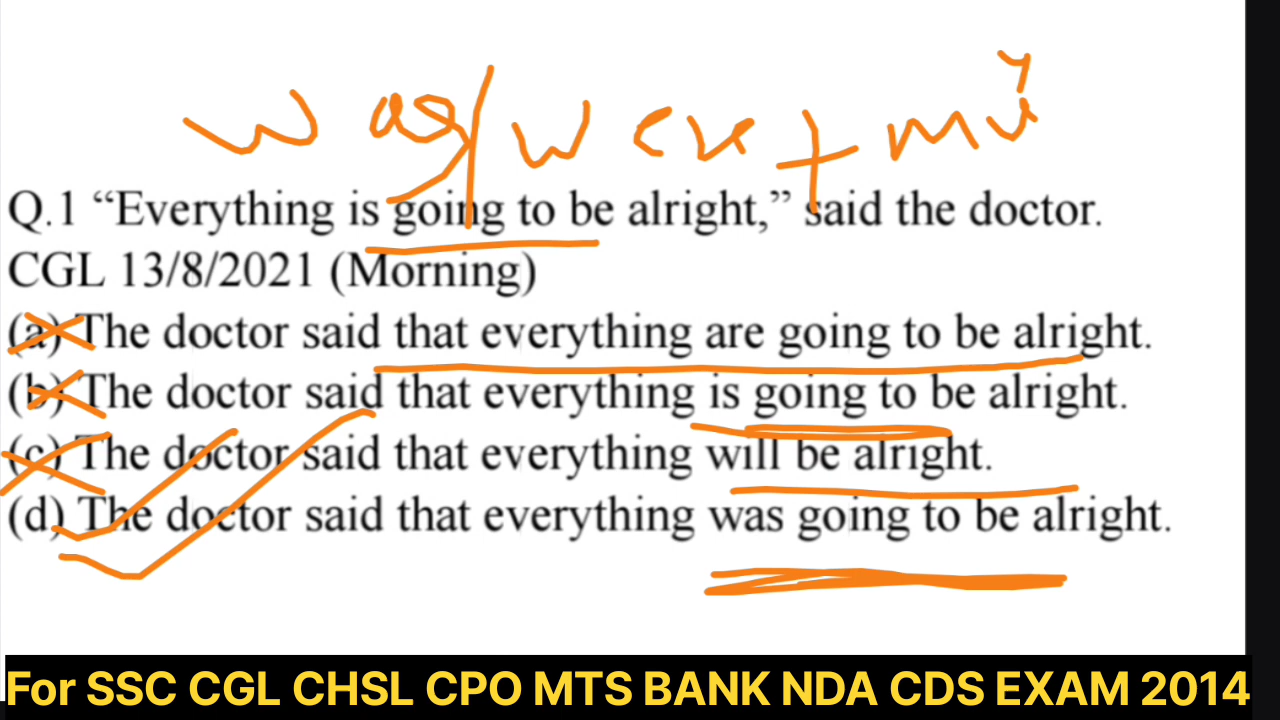 was/were + m
Q.1 “Everything is going to be alright,” said the doctor.
CGL 13/8/2021 (Morning)
(a) The doctor said that everything are going to be alright.
(b) The doctor said that everything is going to be alright.
(c) The doctor said that everything will be alright.
(d) The doctor said that everything was going to be alright.
For SSC CGL CHSL CPO MTS BANK NDA CDS EXAM 2014